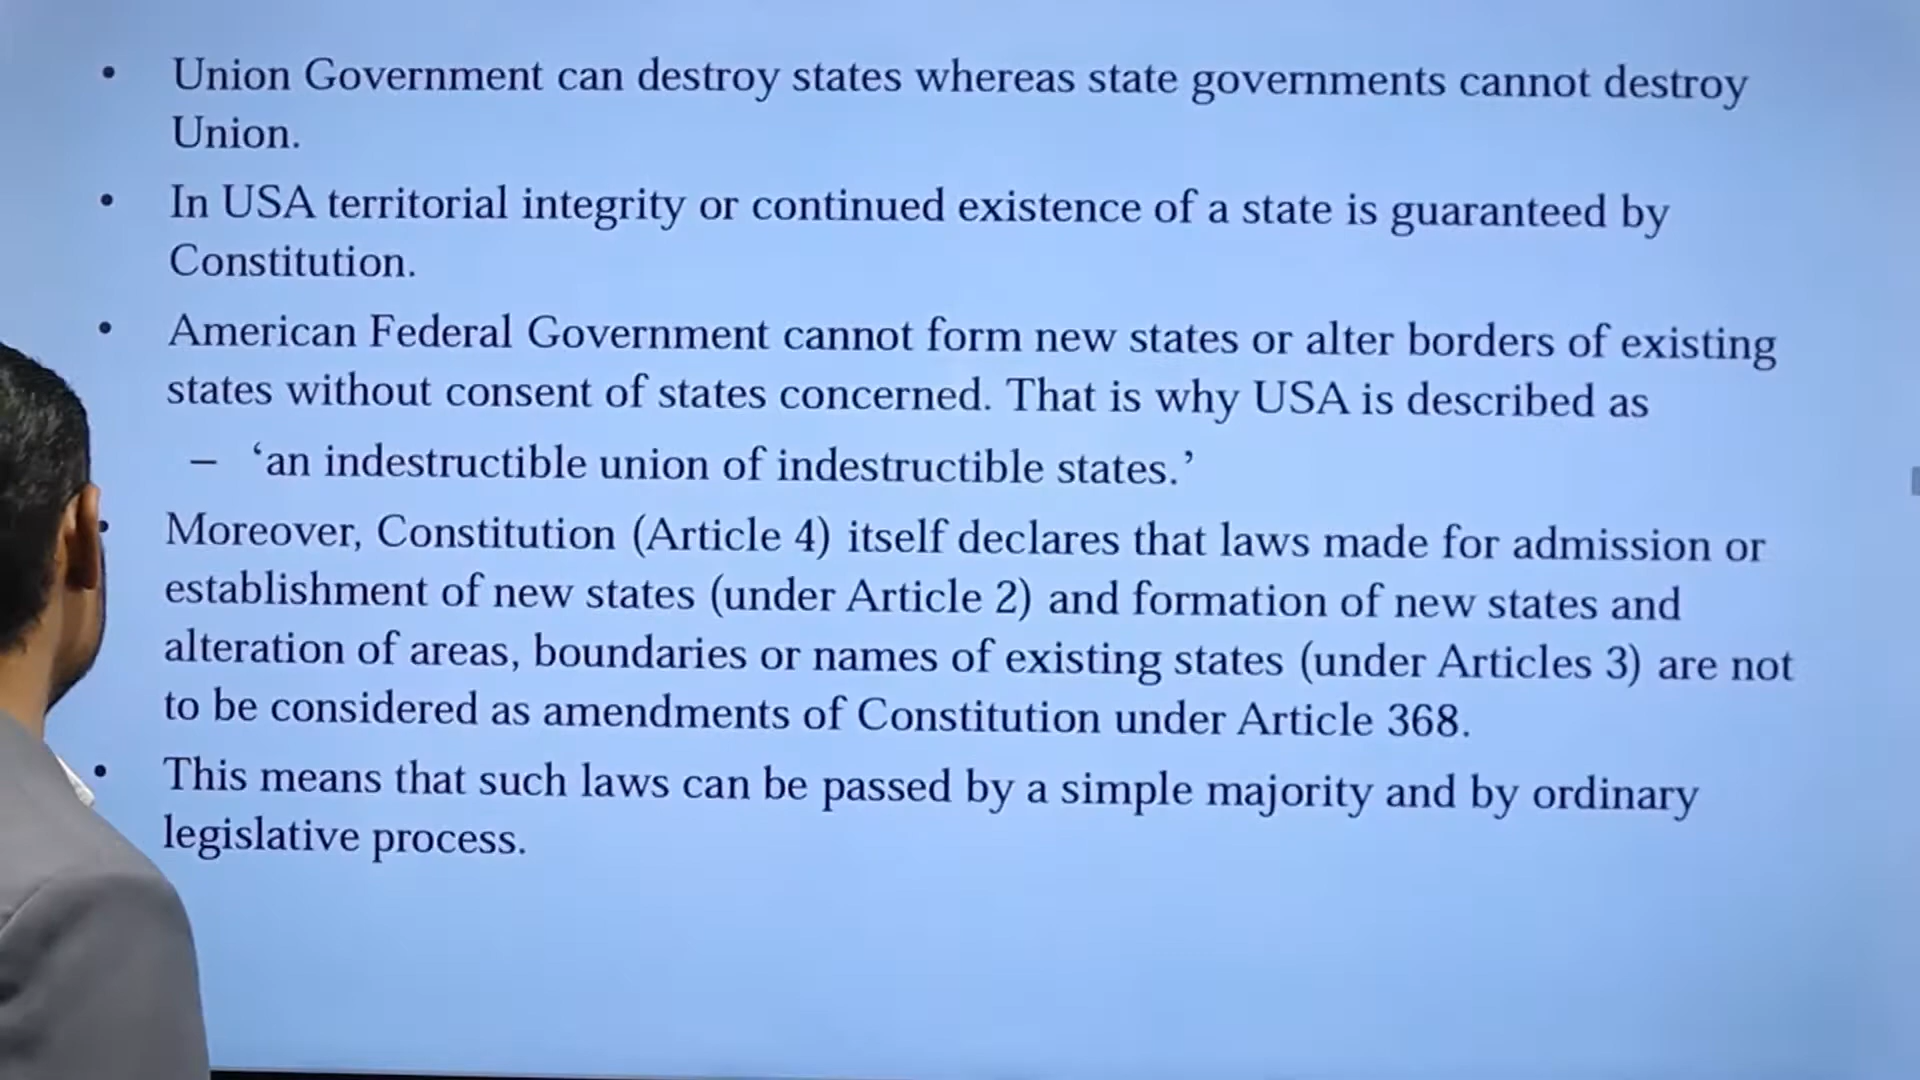 • Union Government can destroy states whereas state governments cannot destroy
Union.
• In USA territorial integrity or continued existence of a state is guaranteed by
Constitution.
• American Federal Government cannot form new states or alter borders of existing
states without consent of states concerned. That is why USA is described as
– ‘an indestructible union of indestructible states.’
• Moreover, Constitution (Article 4) itself declares that laws made for admission or
establishment of new states (under Article 2) and formation of new states and
alteration of areas, boundaries or names of existing states (under Articles 3) are not
to be considered as amendments of Constitution under Article 368.
• This means that such laws can be passed by a simple majority and by ordinary
legislative process.